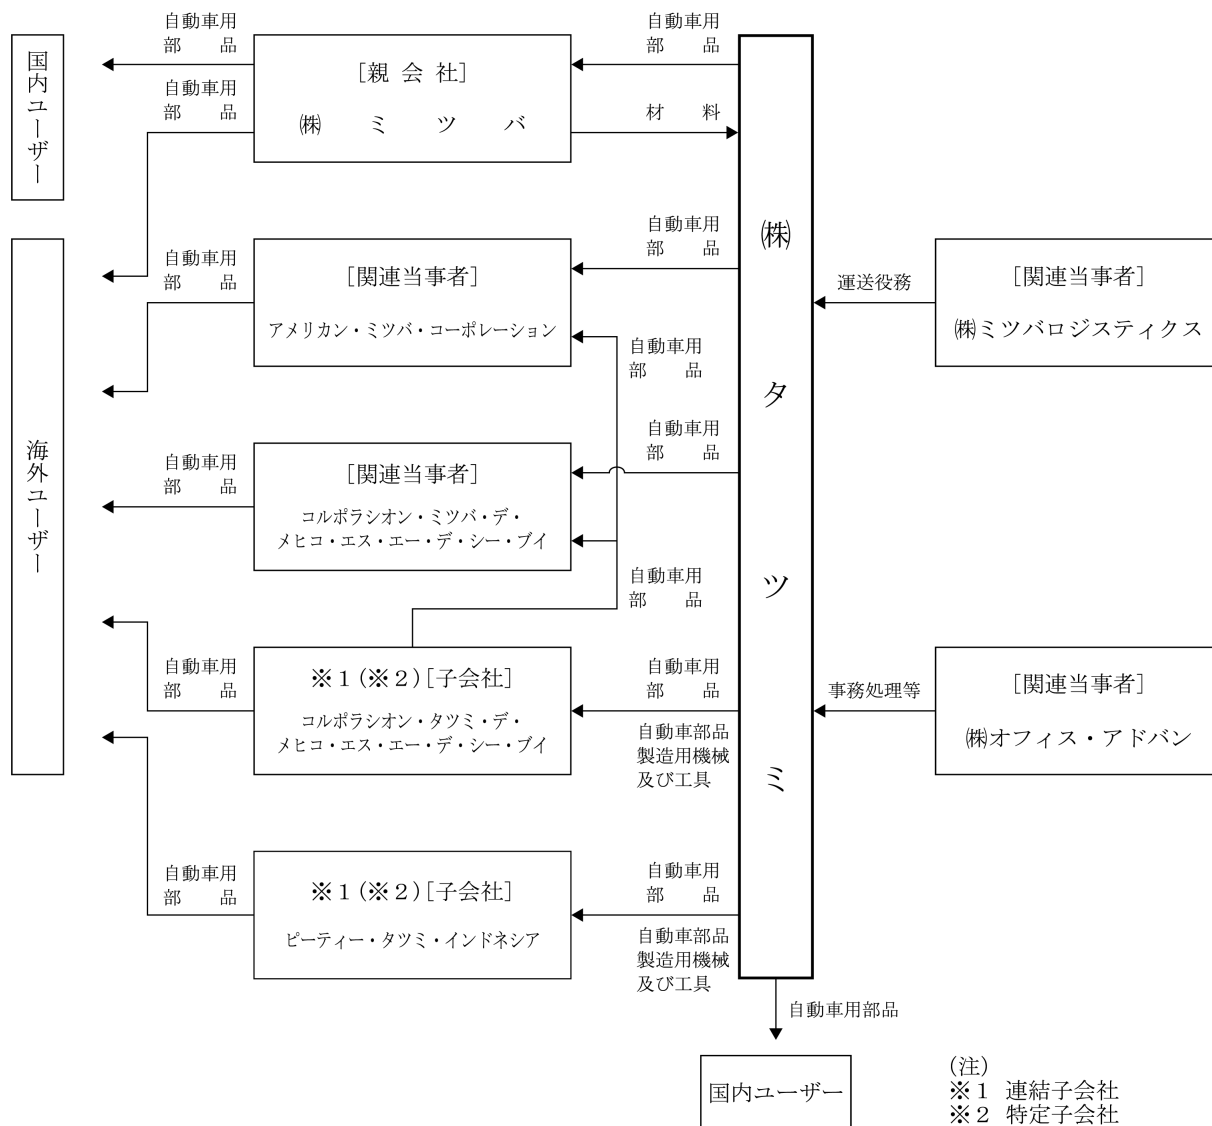 国内ユーザー
海外ユーザー
自動車用
部　　品
自動車用
部　　品
[親 会 社]
㈱　ミ　ツ　バ
自動車用
部　　品
材　　料
自動車用
部　　品
[関連当事者]
アメリカン・ミツバ・コーポレーション
自動車用
部　　品
自動車用
部　　品
自動車用
部　　品
[関連当事者]
コルポラシオン・ミツバ・デ・
メヒコ・エス・エー・デ・シー・ブイ
自動車用
部　　品
自動車用
部　　品
自動車用
部　　品
※１(※２)[子会社]
コルポラシオン・タツミ・デ・
メヒコ・エス・エー・デ・シー・ブイ
自動車用
部　　品
自動車部品
製造用機械
及び工具
自動車用
部　　品
※１(※２)[子会社]
ピーティー・タツミ・インドネシア
自動車用
部　　品
自動車部品
製造用機械
及び工具
㈱タツミ
運送役務
[関連当事者]
㈱ミツバロジスティクス
事務処理等
[関連当事者]
㈱オフィス・アドバン
自動車用部品
国内ユーザー
(注)
※１ 連結子会社
※２ 特定子会社